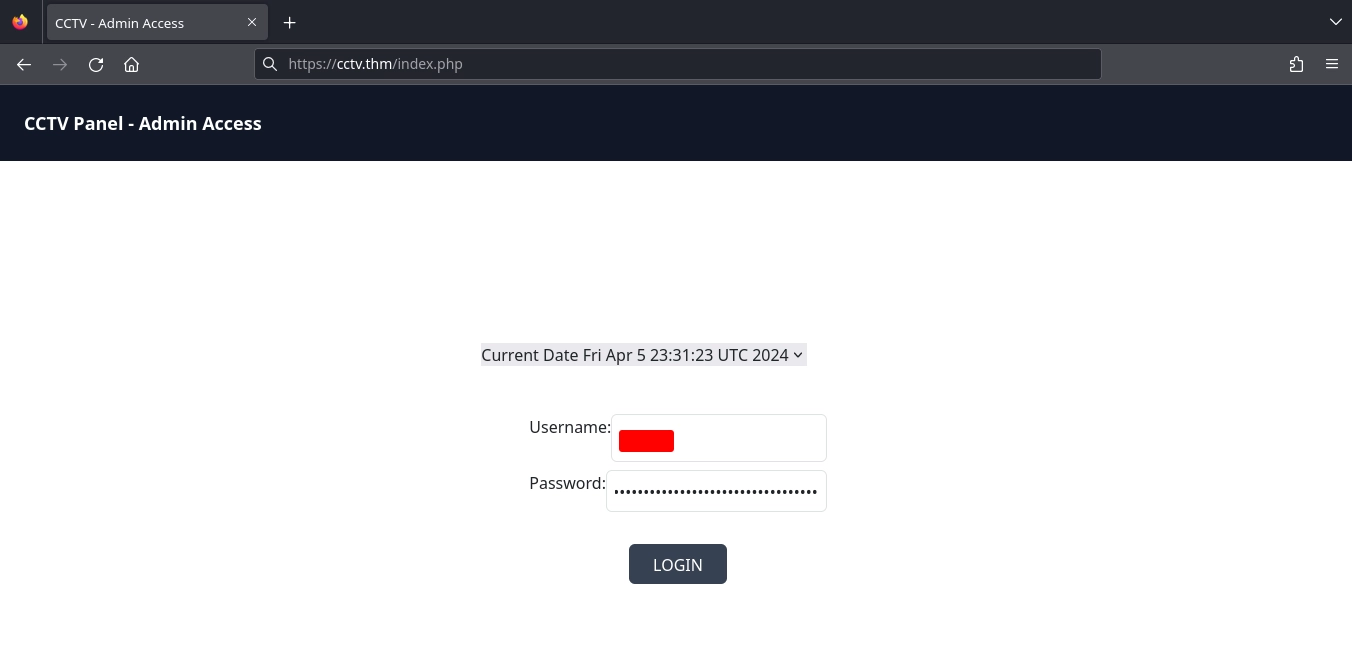 CCTV - Admin Access
https://cctv.thm/index.php
CCTV Panel - Admin Access
Current Date Fri Apr 5 23:31:23 UTC 2024
Username:
Password: ••••••••••••••••••••••••••••••••••
LOGIN